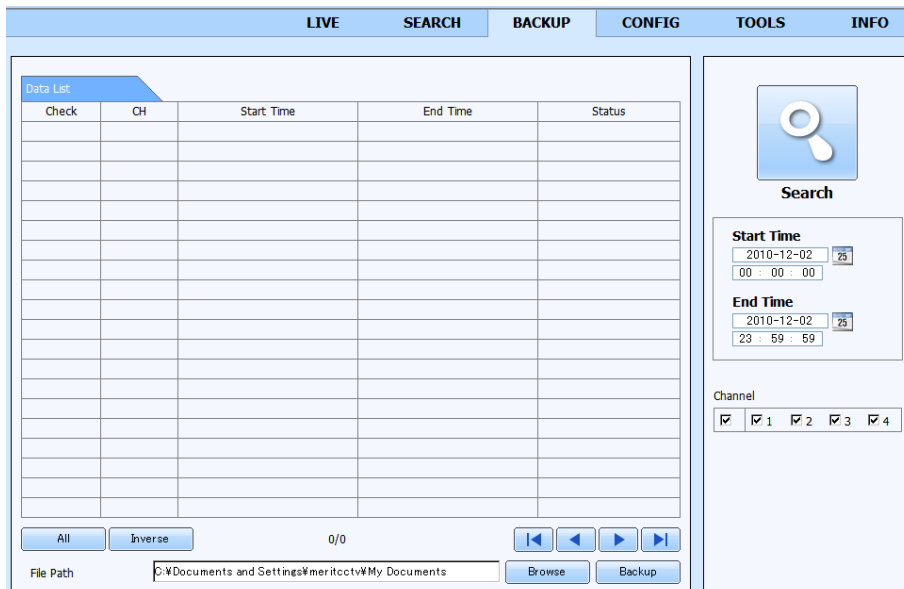 LIVE SEARCH BACKUP CONFIG TOOLS INFO
Data List
Check CH Start Time End Time Status
All Inverse 0/0
File Path C:¥Documents and Settings¥meritcctv¥My Documents Browse Backup
Search
Start Time
2010-12-02 25
00 : 00 : 00
End Time
2010-12-02 25
23 : 59 : 59
Channel
1 2 3 4